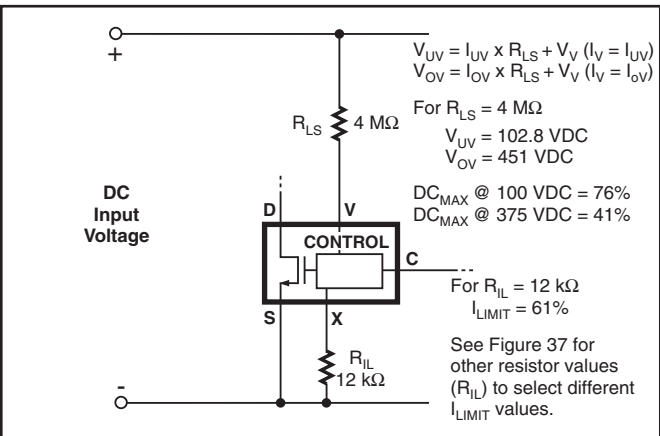 +
V_UV = I_UV x R_LS + V_V (I_V = I_UV)
V_OV = I_OV x R_LS + V_V (I_V = I_oV)
For R_LS = 4 MΩ
V_UV = 102.8 VDC
V_OV = 451 VDC
DC_MAX @ 100 VDC = 76%
DC_MAX @ 375 VDC = 41%
R_LS 4 MΩ
DC
Input
Voltage
D V
CONTROL
C
S X
For R_IL = 12 kΩ
I_LIMIT = 61%
R_IL
12 kΩ
See Figure 37 for
other resistor values
(R_IL) to select different
I_LIMIT values.
-